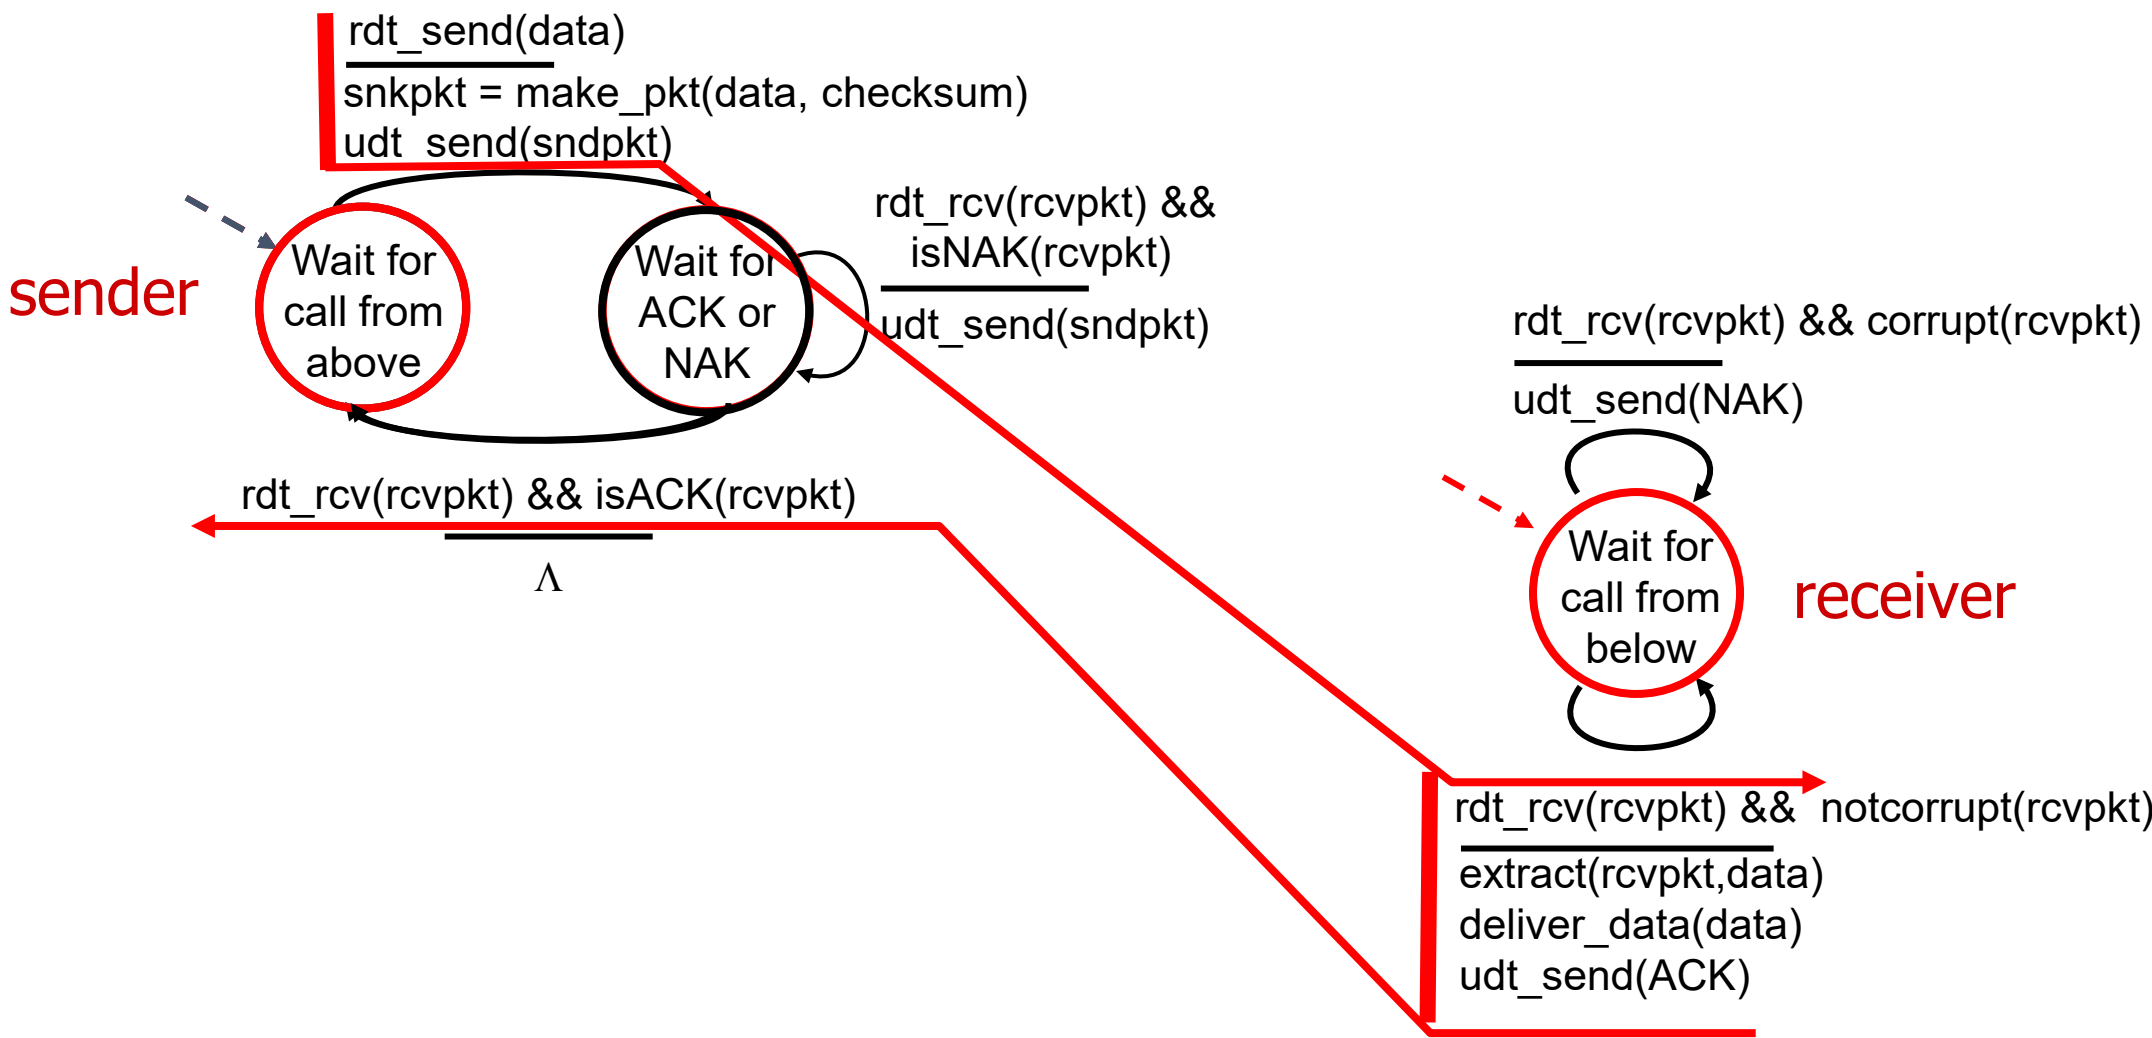 rdt_send(data)
snkpkt = make_pkt(data, checksum)
udt_send(sndpkt)
rdt_rcv(rcvpkt) &&
isNAK(rcvpkt)
udt_send(sndpkt)
Wait for
call from
above
Wait for
ACK or
NAK
sender
rdt_rcv(rcvpkt) && isACK(rcvpkt)
Λ
rdt_rcv(rcvpkt) && corrupt(rcvpkt)
udt_send(NAK)
Wait for
call from
below
receiver
rdt_rcv(rcvpkt) && notcorrupt(rcvpkt)
extract(rcvpkt,data)
deliver_data(data)
udt_send(ACK)